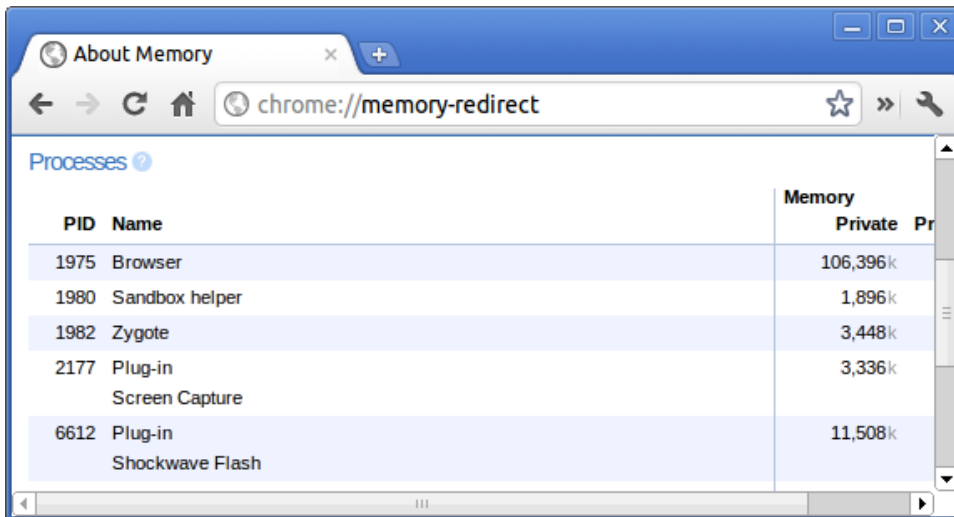 About Memory
chrome://memory-redirect
Processes ?
Memory
PID Name Private Pr
1975 Browser 106,396k
1980 Sandbox helper 1,896k
1982 Zygote 3,448k
2177 Plug-in 3,336k
Screen Capture
6612 Plug-in 11,508k
Shockwave Flash